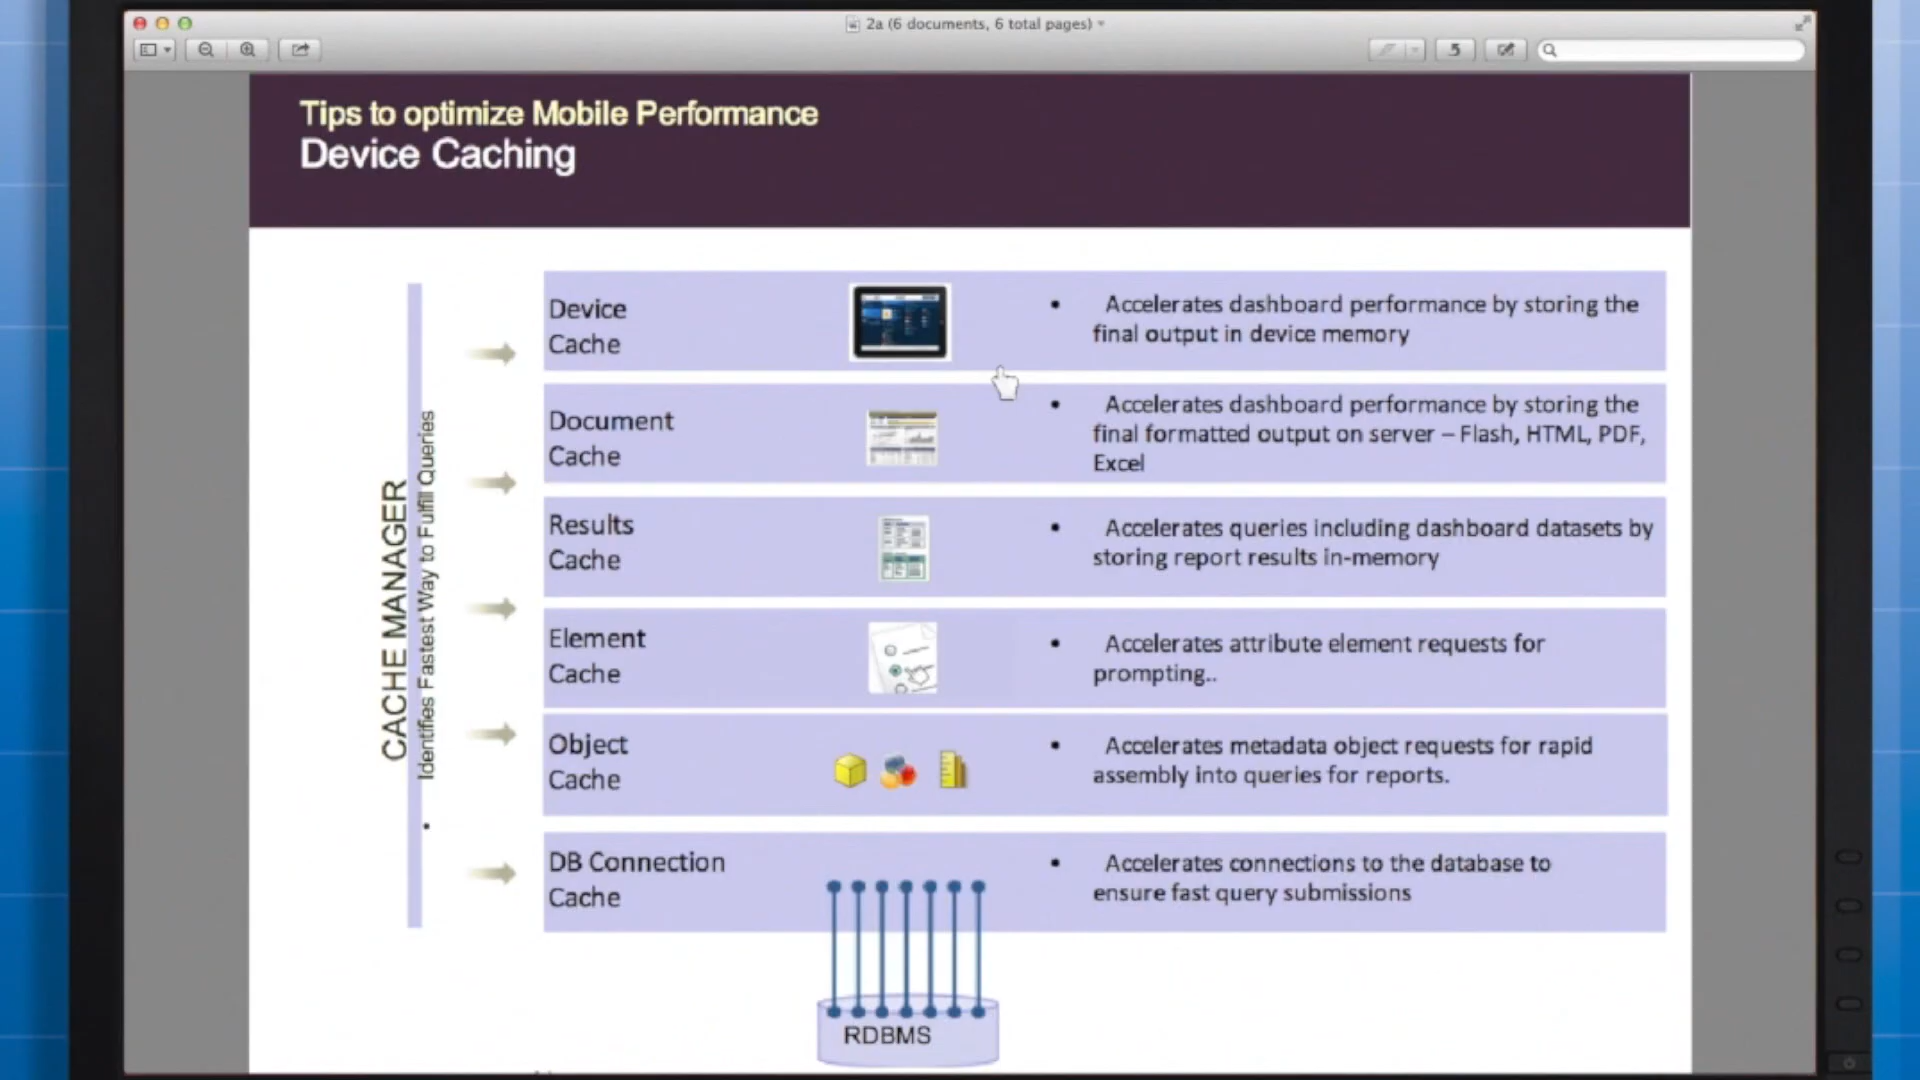 2a (6 documents, 6 total pages)
Tips to optimize Mobile Performance
Device Caching
CACHE MANAGER
Identifies Fastest Way to Fulfill Queries
•
Device
Cache
• Accelerates dashboard performance by storing the
final output in device memory
Document
Cache
• Accelerates dashboard performance by storing the
final formatted output on server – Flash, HTML, PDF,
Excel
Results
Cache
• Accelerates queries including dashboard datasets by
storing report results in-memory
Element
Cache
• Accelerates attribute element requests for
prompting..
Object
Cache
• Accelerates metadata object requests for rapid
assembly into queries for reports.
DB Connection
Cache
• Accelerates connections to the database to
ensure fast query submissions
RDBMS